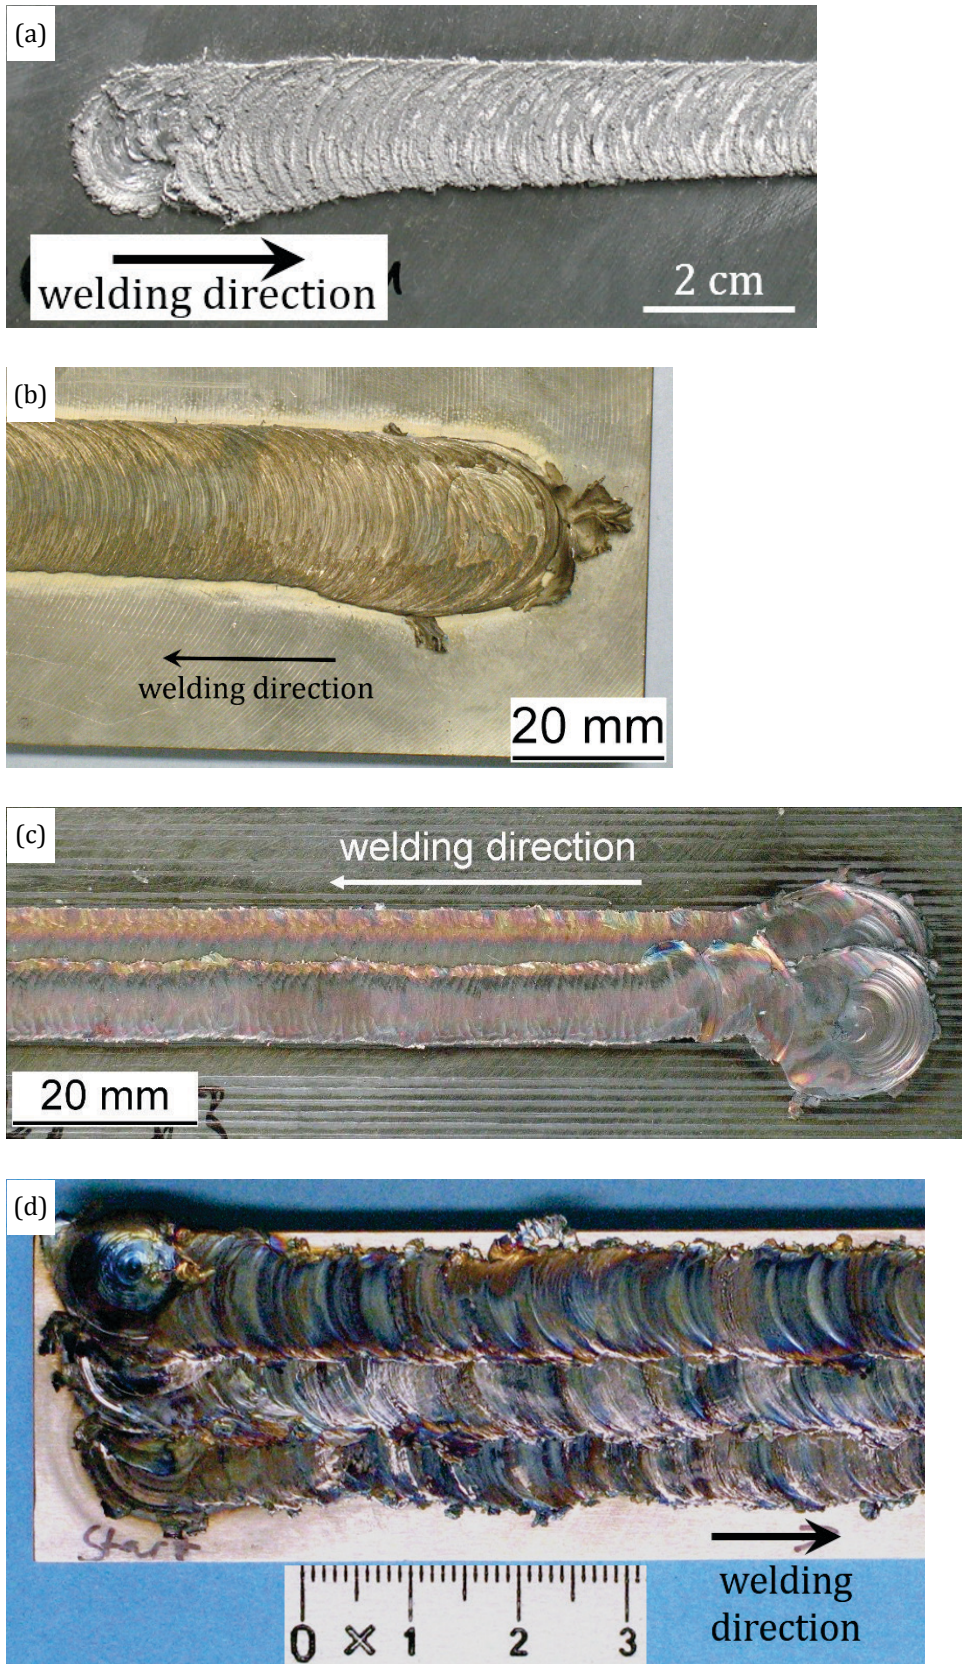 (a)
welding direction
2 cm
(b)
welding direction
20 mm
(c)
welding direction
20 mm
(d)
Start
0 X 1 2 3
welding
direction